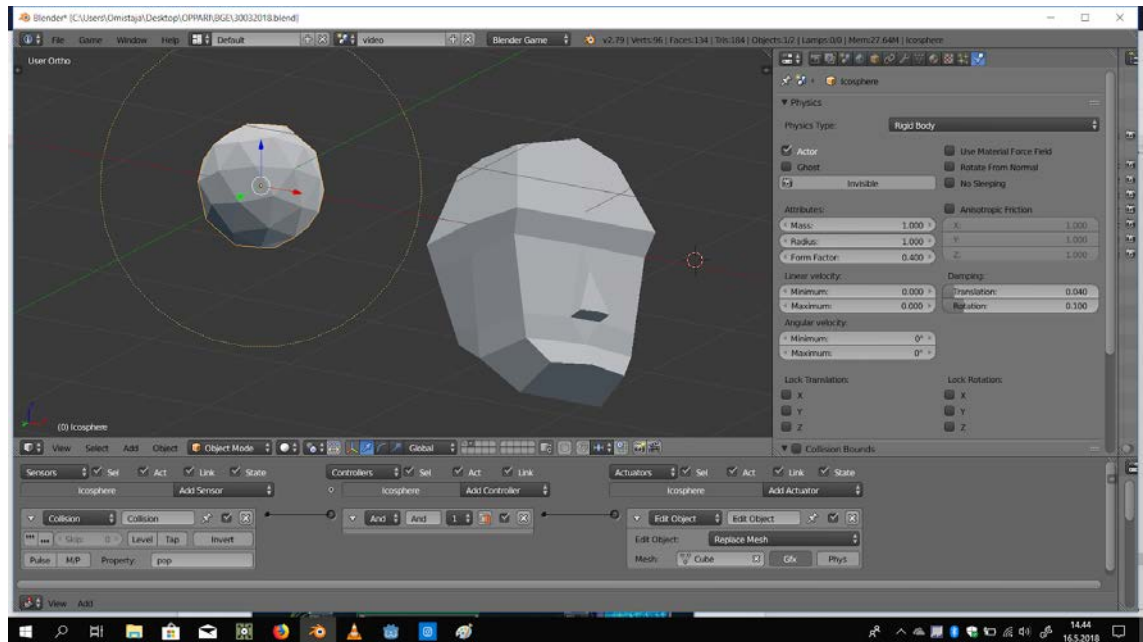 Blender* [C:\Users\Omistaja\Desktop\OPPARI\BGE\30032018.blend]
File Game Window Help Default video Blender Game v2.79 | Verts:96 | Faces:134 | Tris:184 | Objects:1/2 | Lamps:0/0 | Mem:27.64M | Icosphere
User Ortho
Icosphere
Physics
Physics Type: Rigid Body
Actor Use Material Force Field
Ghost Rotate From Normal
Invisible No Sleeping
Attributes: Anisotropic Friction
Mass: 1.000 X: 1.000
Radius: 1.000 Y: 1.000
Form Factor: 0.400 Z: 1.000
Linear velocity: Damping:
Minimum: 0.000 Translation: 0.040
Maximum: 0.000 Rotation: 0.100
Angular velocity:
Minimum: 0°
Maximum: 0°
Lock Translation: Lock Rotation:
X X
Y Y
Z Z
Collision Bounds
(0) Icosphere
View Select Add Object Object Mode Global
Sensors Sel Act Link State Controllers Sel Act Link Actuators Sel Act Link State
Icosphere Add Sensor Icosphere Add Controller Icosphere Add Actuator
Collision Collision And And 1 Edit Object Edit Object
Skip: 0 Level Tap Invert Edit Object: Replace Mesh
Pulse M/P Property: pop Mesh: Cube Gfx Phys
View Add
14.44
16.5.2018